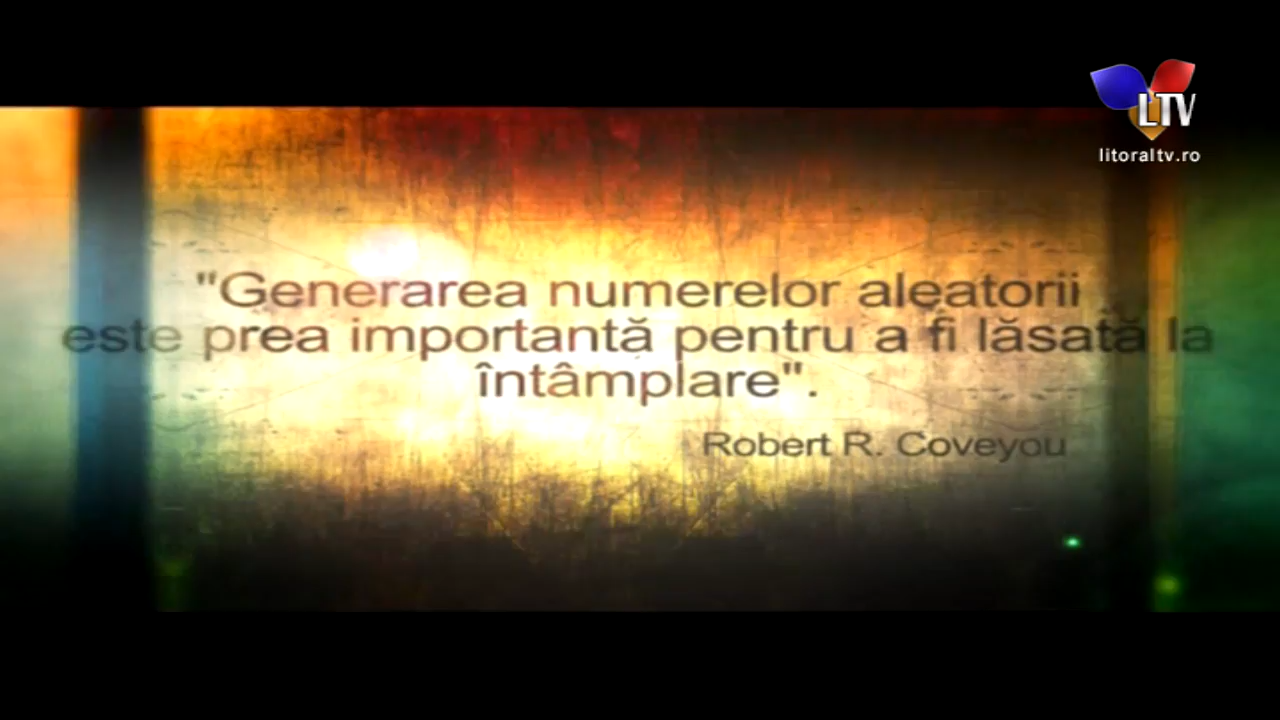 LTV
litoraltv.ro
"Generarea numerelor aleatorii
este prea importantă pentru a fi lăsată la
întâmplare".
Robert R. Coveyou